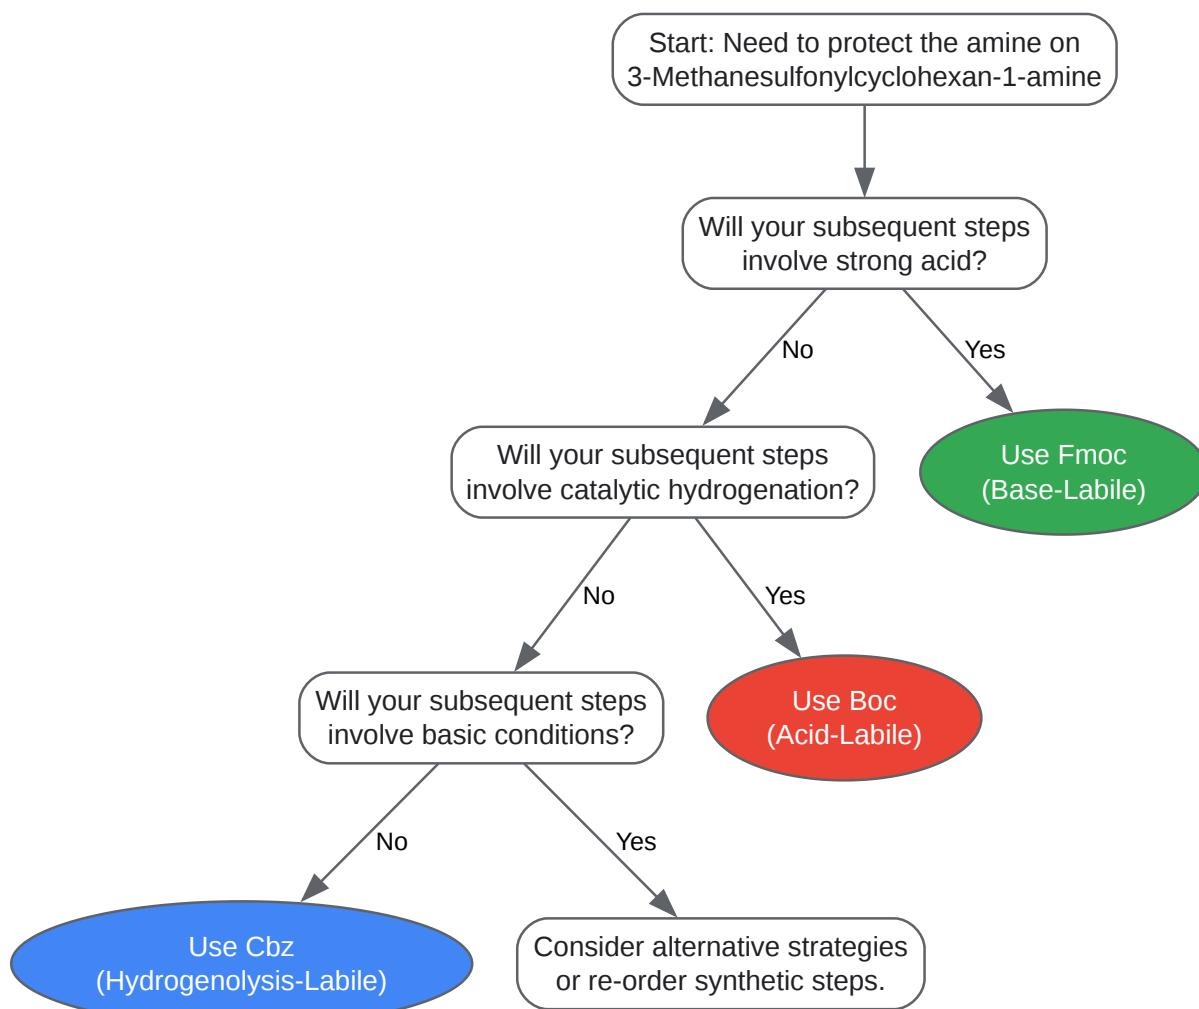 Start: Need to protect the amine on
3-Methanesulfonylcyclohexan-1-amine
Will your subsequent steps
involve strong acid?
No
Yes
Will your subsequent steps
involve catalytic hydrogenation?
Use Fmoc
(Base-Labile)
No
Yes
Will your subsequent steps
involve basic conditions?
Use Boc
(Acid-Labile)
No
Yes
Use Cbz
(Hydrogenolysis-Labile)
Consider alternative strategies
or re-order synthetic steps.